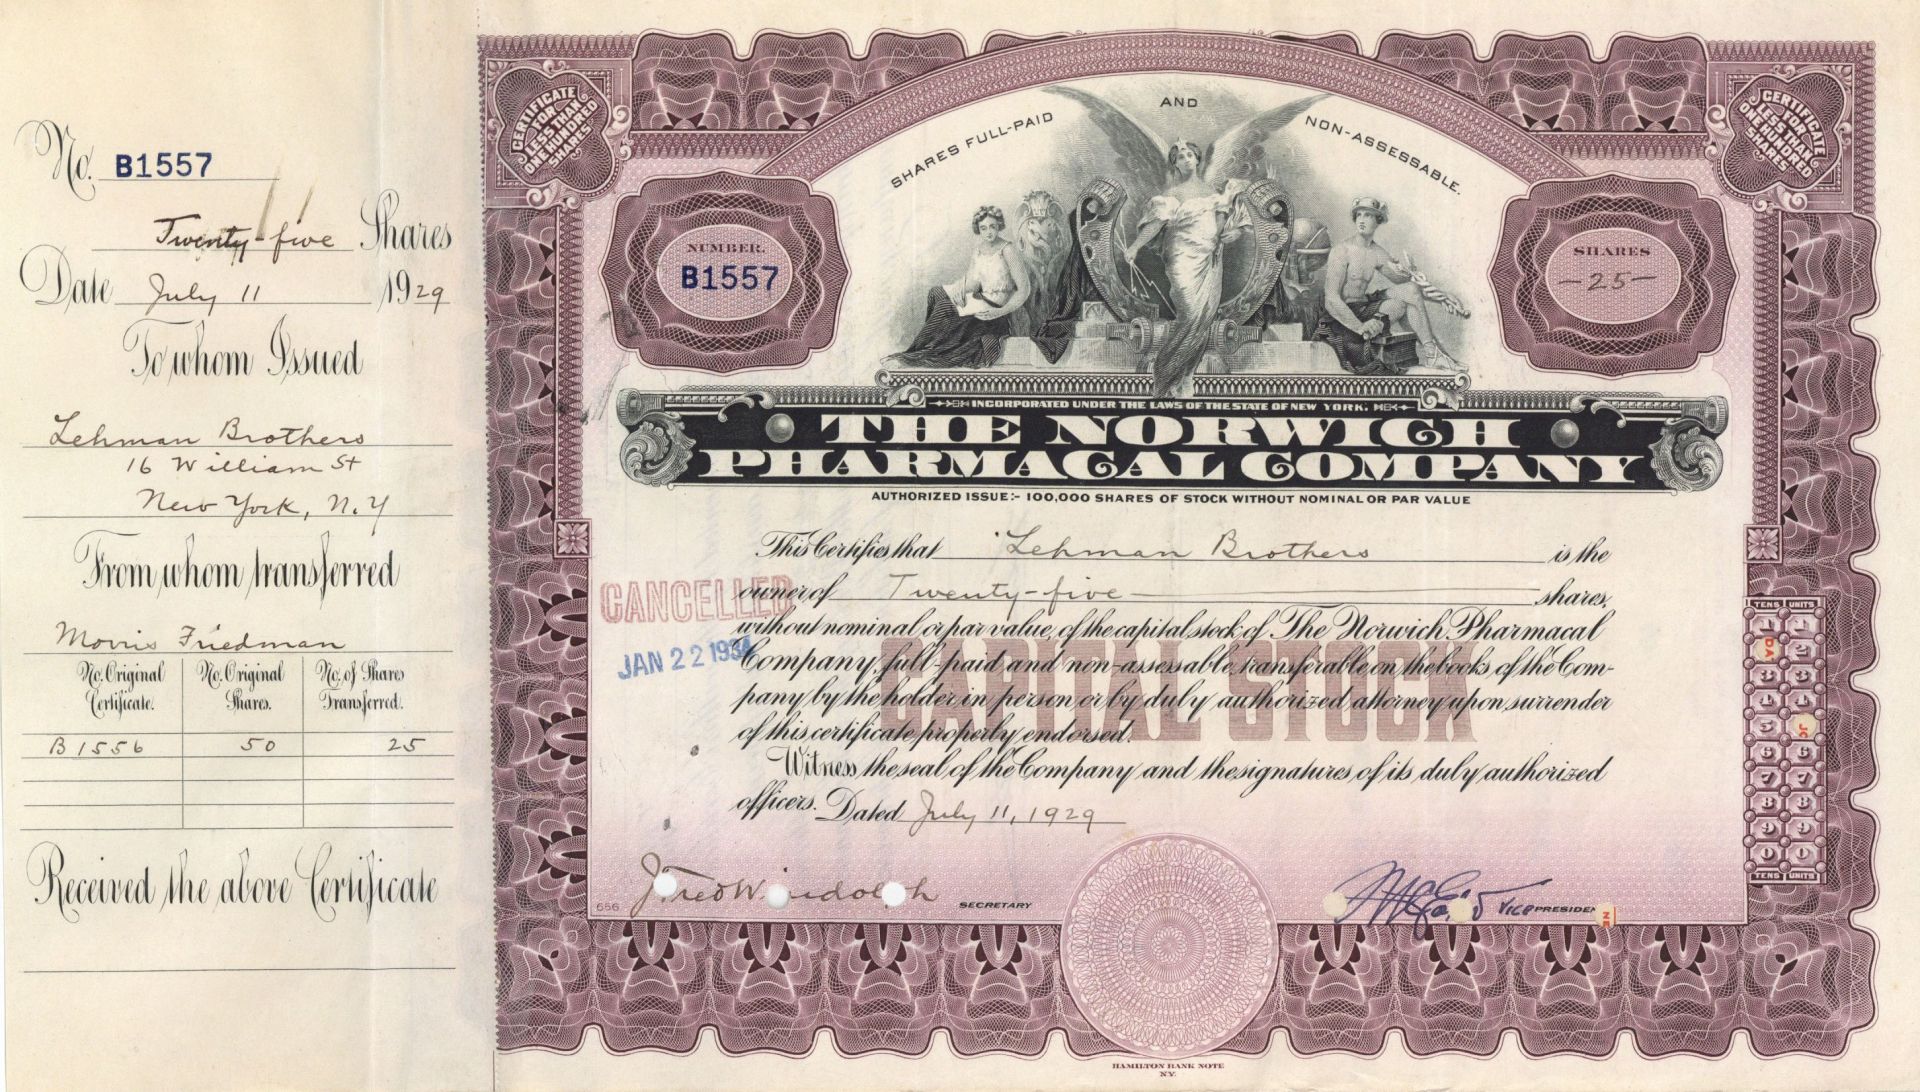 No. B1557
Twenty-five Shares
Date July 11 1929
To whom Issued
Lehman Brothers
16 William St
New York, N.Y
From whom transferred
Morris Friedman
No. Original Certificate. No. Original Shares. No. of Shares Transferred.
B 1556 50 25
Received the above Certificate
CERTIFICATE
FOR
LESS THAN
ONE HUNDRED
SHARES
CERTIFICATE
FOR
LESS THAN
ONE HUNDRED
SHARES
SHARES FULL-PAID AND NON-ASSESSABLE.
NUMBER.
B1557
SHARES
-25-
INCORPORATED UNDER THE LAWS OF THE STATE OF NEW YORK.
THE NORWICH
PHARMACAL COMPANY
AUTHORIZED ISSUE:- 100,000 SHARES OF STOCK WITHOUT NOMINAL OR PAR VALUE
This Certifies that Lehman Brothers is the
owner of Twenty-five shares,
without nominal or par value, of the capital stock of The Norwich Pharmacal
Company, full-paid and non-assessable, transferable on the books of the Com-
pany by the holder in person or by duly authorized attorney upon surrender
of this certificate properly endorsed.
Witness the seal of the Company and the signatures of its duly authorized
officers. Dated July 11, 1929
CAPITAL STOCK
CANCELLED
JAN 22 1934
TENS UNITS
1 1
2
3 3
4 4
5
6 6
7 7
8 8
9 9
0 0
TENS UNITS
656
SECRETARY
VICE PRESIDEN
HAMILTON BANK NOTE
N.Y.